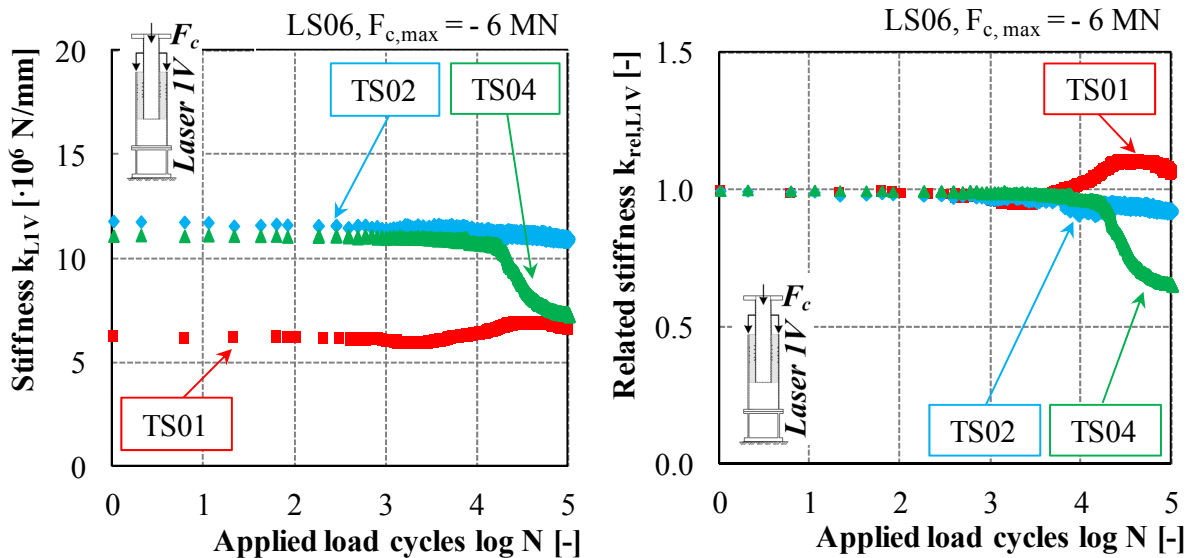 LS06, F_c,max = - 6 MN
Stiffness k_L1V [·10⁶ N/mm]
20
15
10
5
0
F_c
Laser 1V
TS02
TS04
TS01
0 1 2 3 4 5
Applied load cycles log N [-]
LS06, F_c, max = - 6 MN
Related stiffness k_rel,L1V [-]
1.5
1.0
0.5
0.0
TS01
F_c
Laser 1V
TS02
TS04
0 1 2 3 4 5
Applied load cycles log N [-]